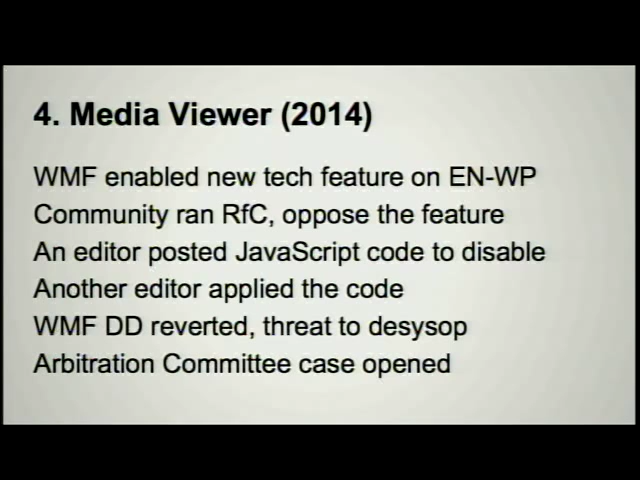 4. Media Viewer (2014)
WMF enabled new tech feature on EN-WP
Community ran RfC, oppose the feature
An editor posted JavaScript code to disable
Another editor applied the code
WMF DD reverted, threat to desysop
Arbitration Committee case opened